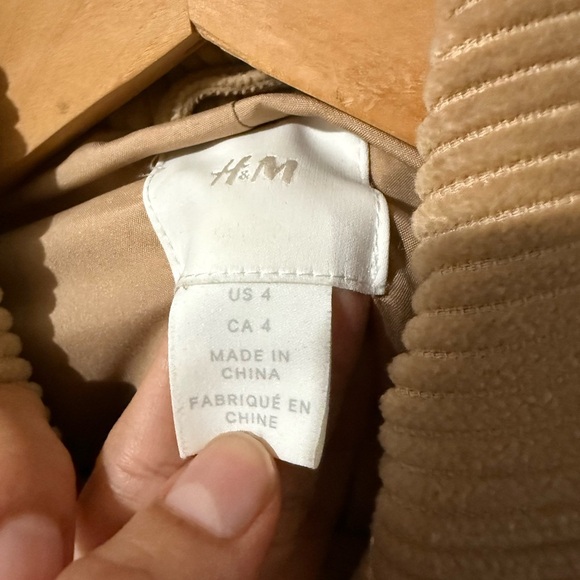 H&M
US 4
CA 4
MADE IN
CHINA
FABRIQUÉ EN
CHINE